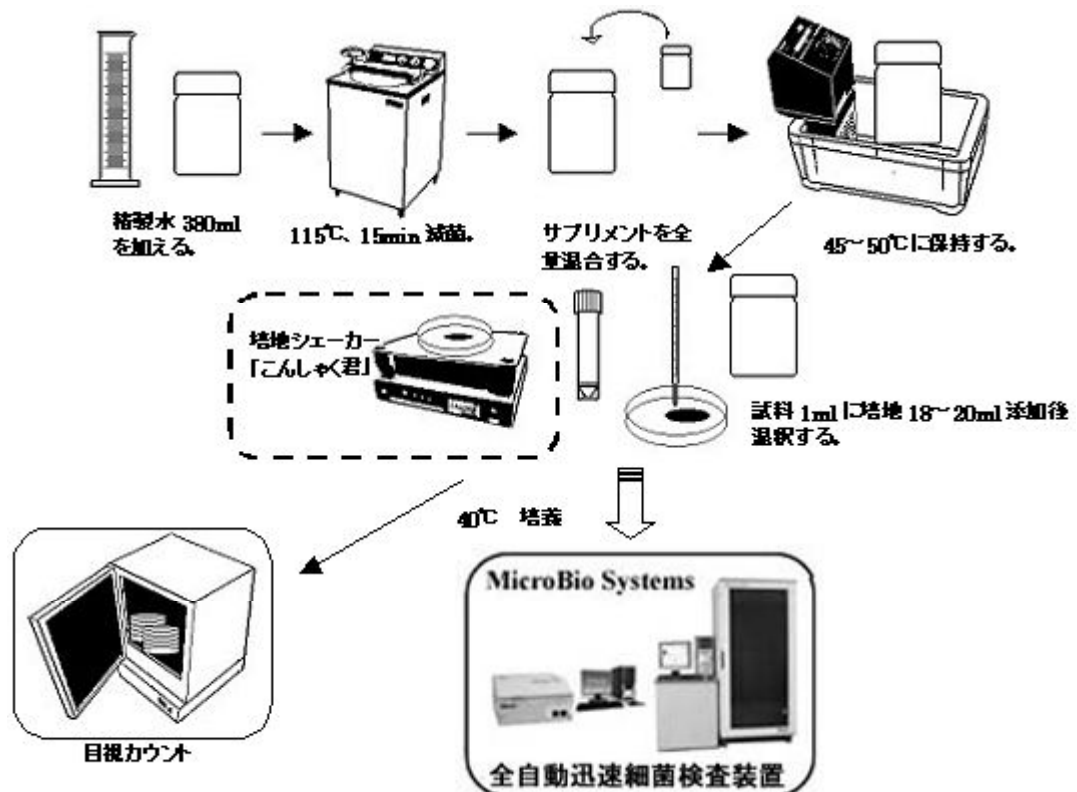 精製水 380ml
を加える。
115℃、15min 滅菌。
サプリメントを全
量混合する。
45～50℃に保持する。
培地シェーカー
「こんしゃく君」
試料 1ml に培地 18～20ml 添加後
混釈する。
40℃ 培養
MicroBio Systems
全自動迅速細菌検査装置
目視カウント